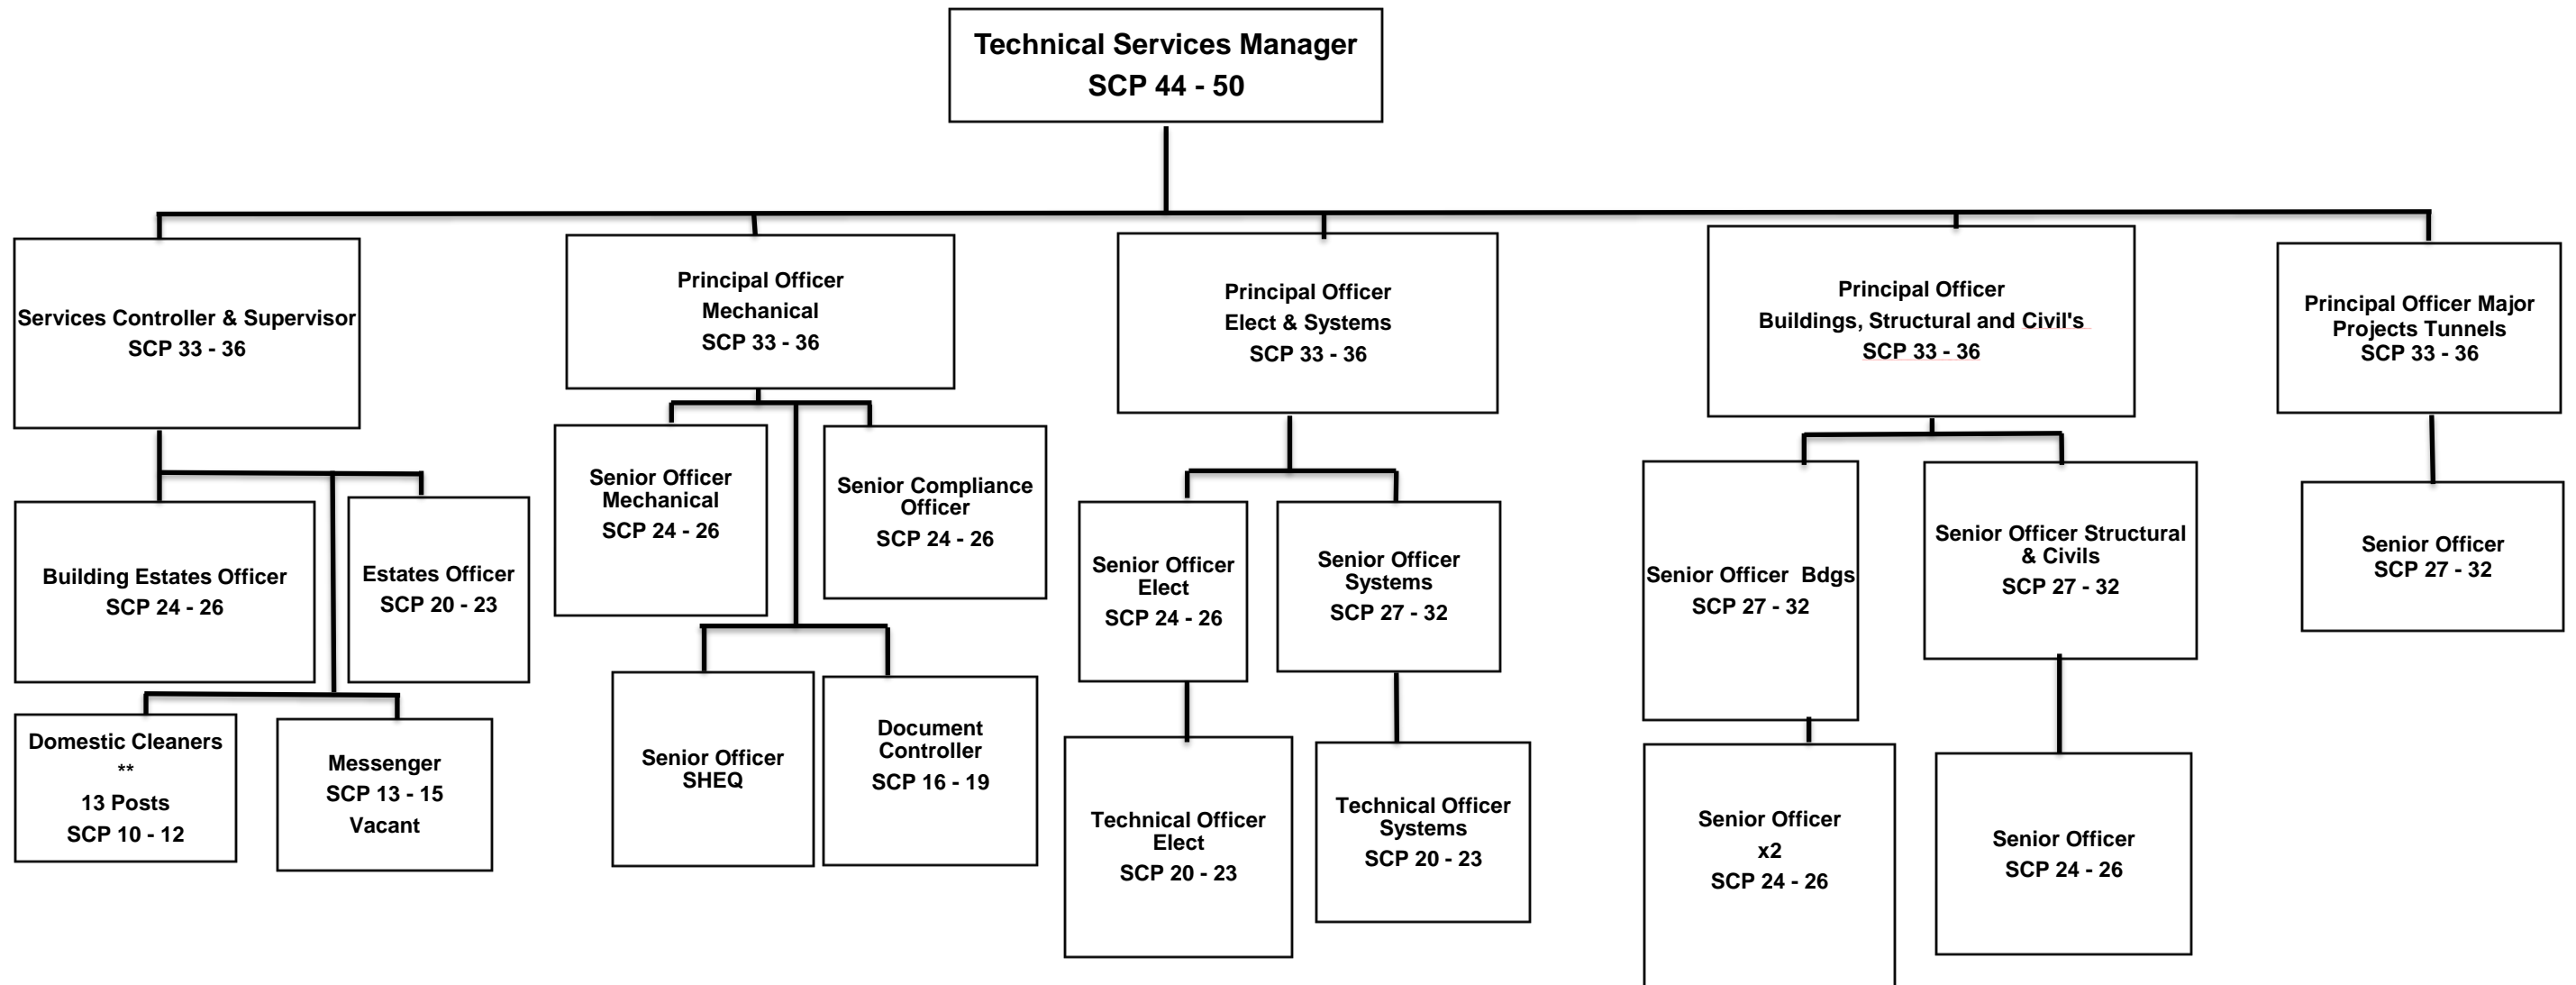 Technical Services Manager
SCP 44 - 50
Services Controller & Supervisor
SCP 33 - 36
Principal Officer
Mechanical
SCP 33 - 36
Principal Officer
Elect & Systems
SCP 33 - 36
Principal Officer
Buildings, Structural and Civil's
SCP 33 - 36
Principal Officer Major
Projects Tunnels
SCP 33 - 36
Building Estates Officer
SCP 24 - 26
Estates Officer
SCP 20 - 23
Senior Officer
Mechanical
SCP 24 - 26
Senior Compliance
Officer
SCP 24 - 26
Senior Officer
Elect
SCP 24 - 26
Senior Officer
Systems
SCP 27 - 32
Senior Officer  Bdgs
SCP 27 - 32
Senior Officer Structural
& Civils
SCP 27 - 32
Senior Officer
SCP 27 - 32
Domestic Cleaners
**
13 Posts
SCP 10 - 12
Messenger
SCP 13 - 15
Vacant
Senior Officer
SHEQ
Document
Controller
SCP 16 - 19
Technical Officer
Elect
SCP 20 - 23
Technical Officer
Systems
SCP 20 - 23
Senior Officer
x2
SCP 24 - 26
Senior Officer
SCP 24 - 26